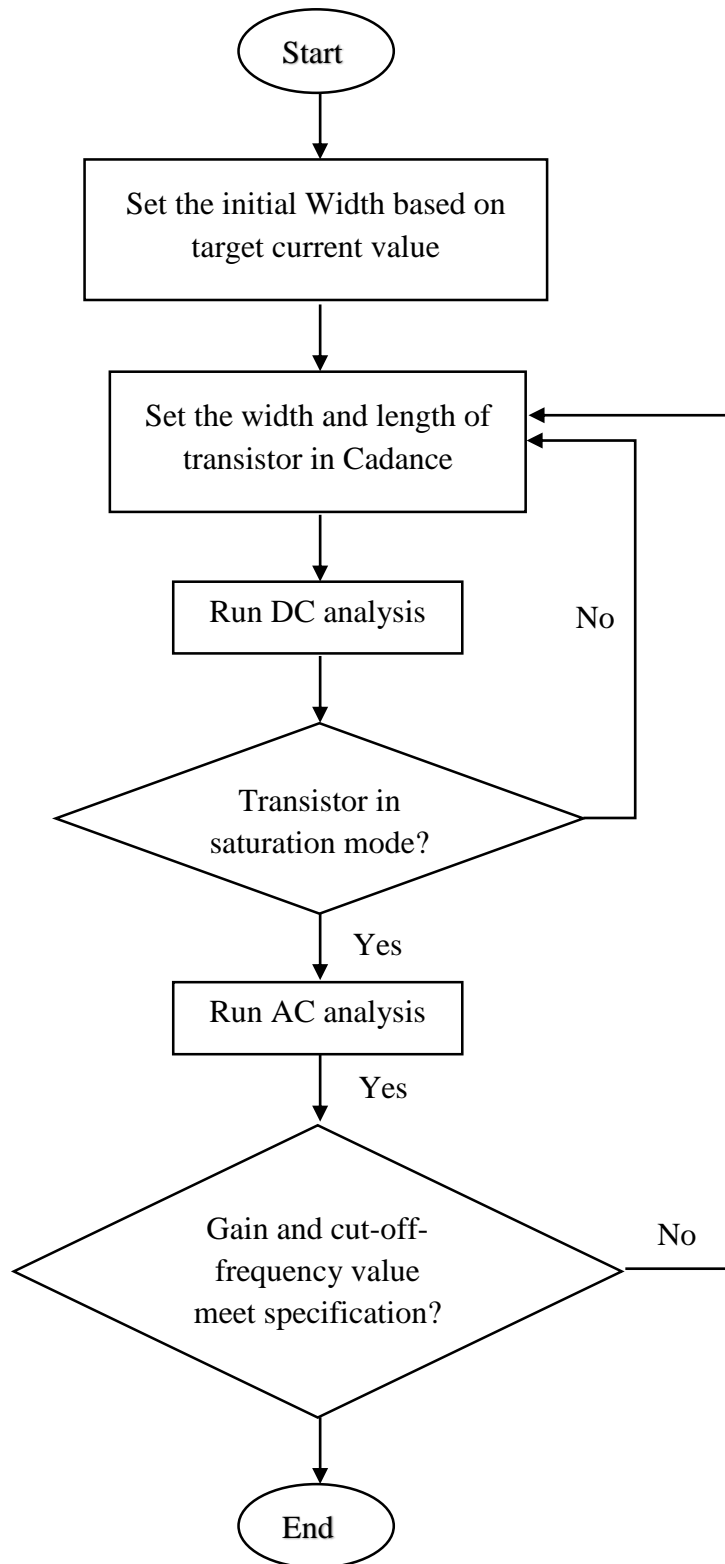 Start
Set the initial Width based on
target current value
Set the width and length of
transistor in Cadance
Run DC analysis
No
Transistor in
saturation mode?
Yes
Run AC analysis
Yes
Gain and cut-off-
frequency value
meet specification?
No
End